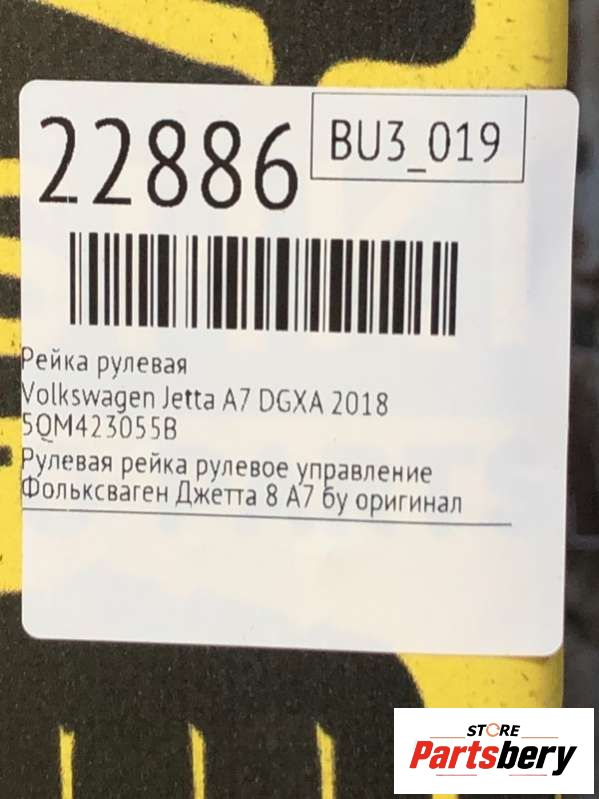 22886
BU3_019
Рейка рулевая
Volkswagen Jetta A7 DGXA 2018
5QM423055B
Рулевая рейка рулевое управление
Фольксваген Джетта 8 А7 бу оригинал
STORE
Partsbery